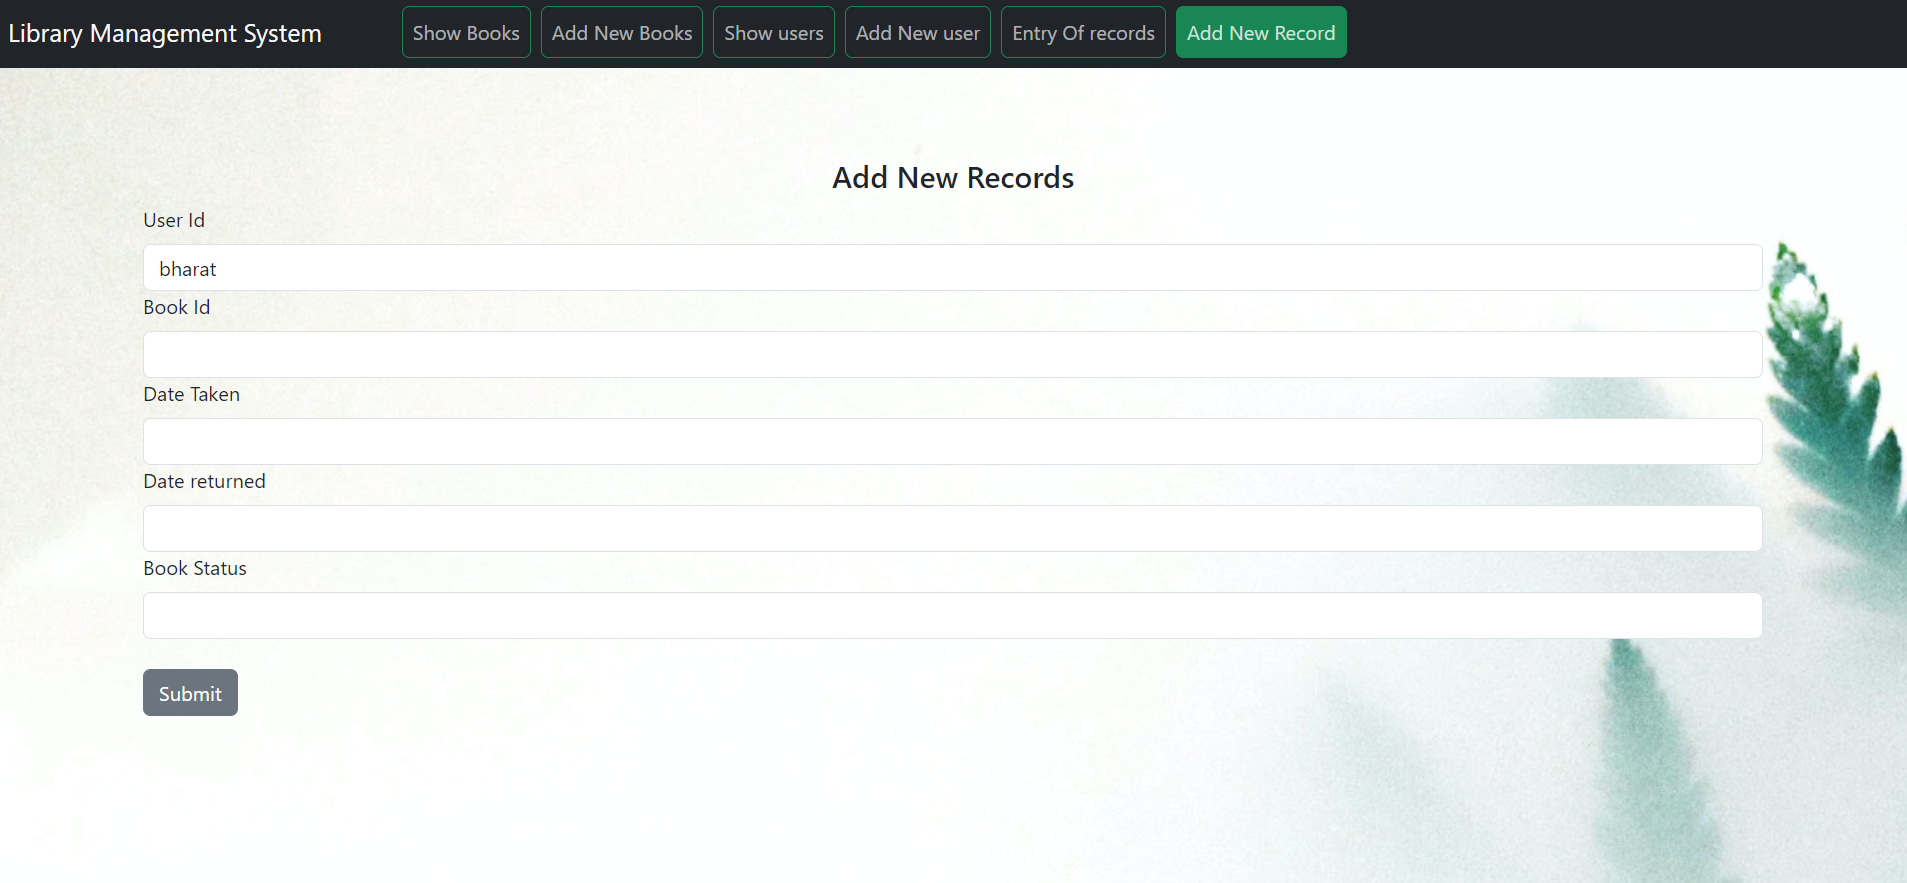 Library Management System Show Books Add New Books Show users Add New user Entry Of records Add New Record
Add New Records
User Id
bharat
Book Id
Date Taken
Date returned
Book Status
Submit